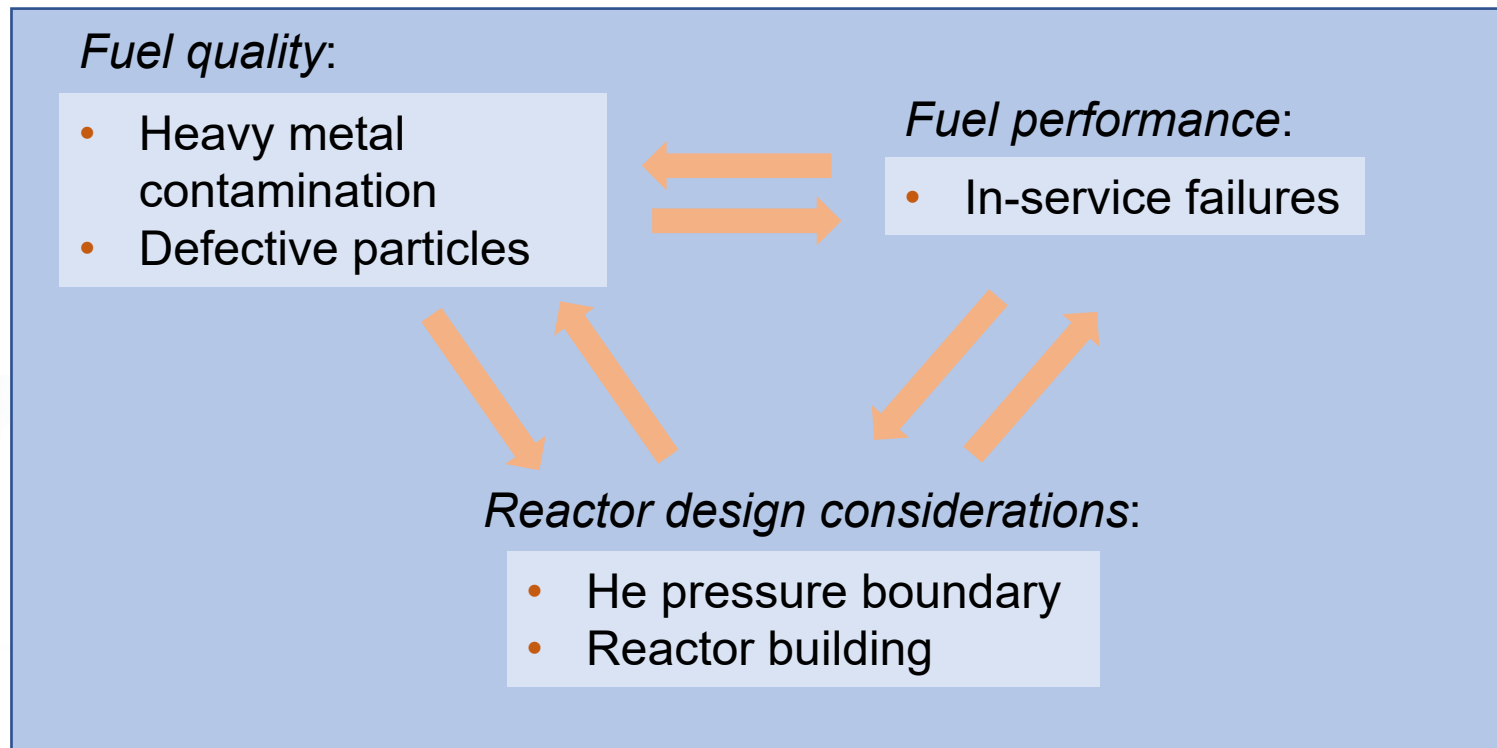 Fuel quality:
• Heavy metal
contamination
• Defective particles
Fuel performance:
• In-service failures
Reactor design considerations:
• He pressure boundary
• Reactor building